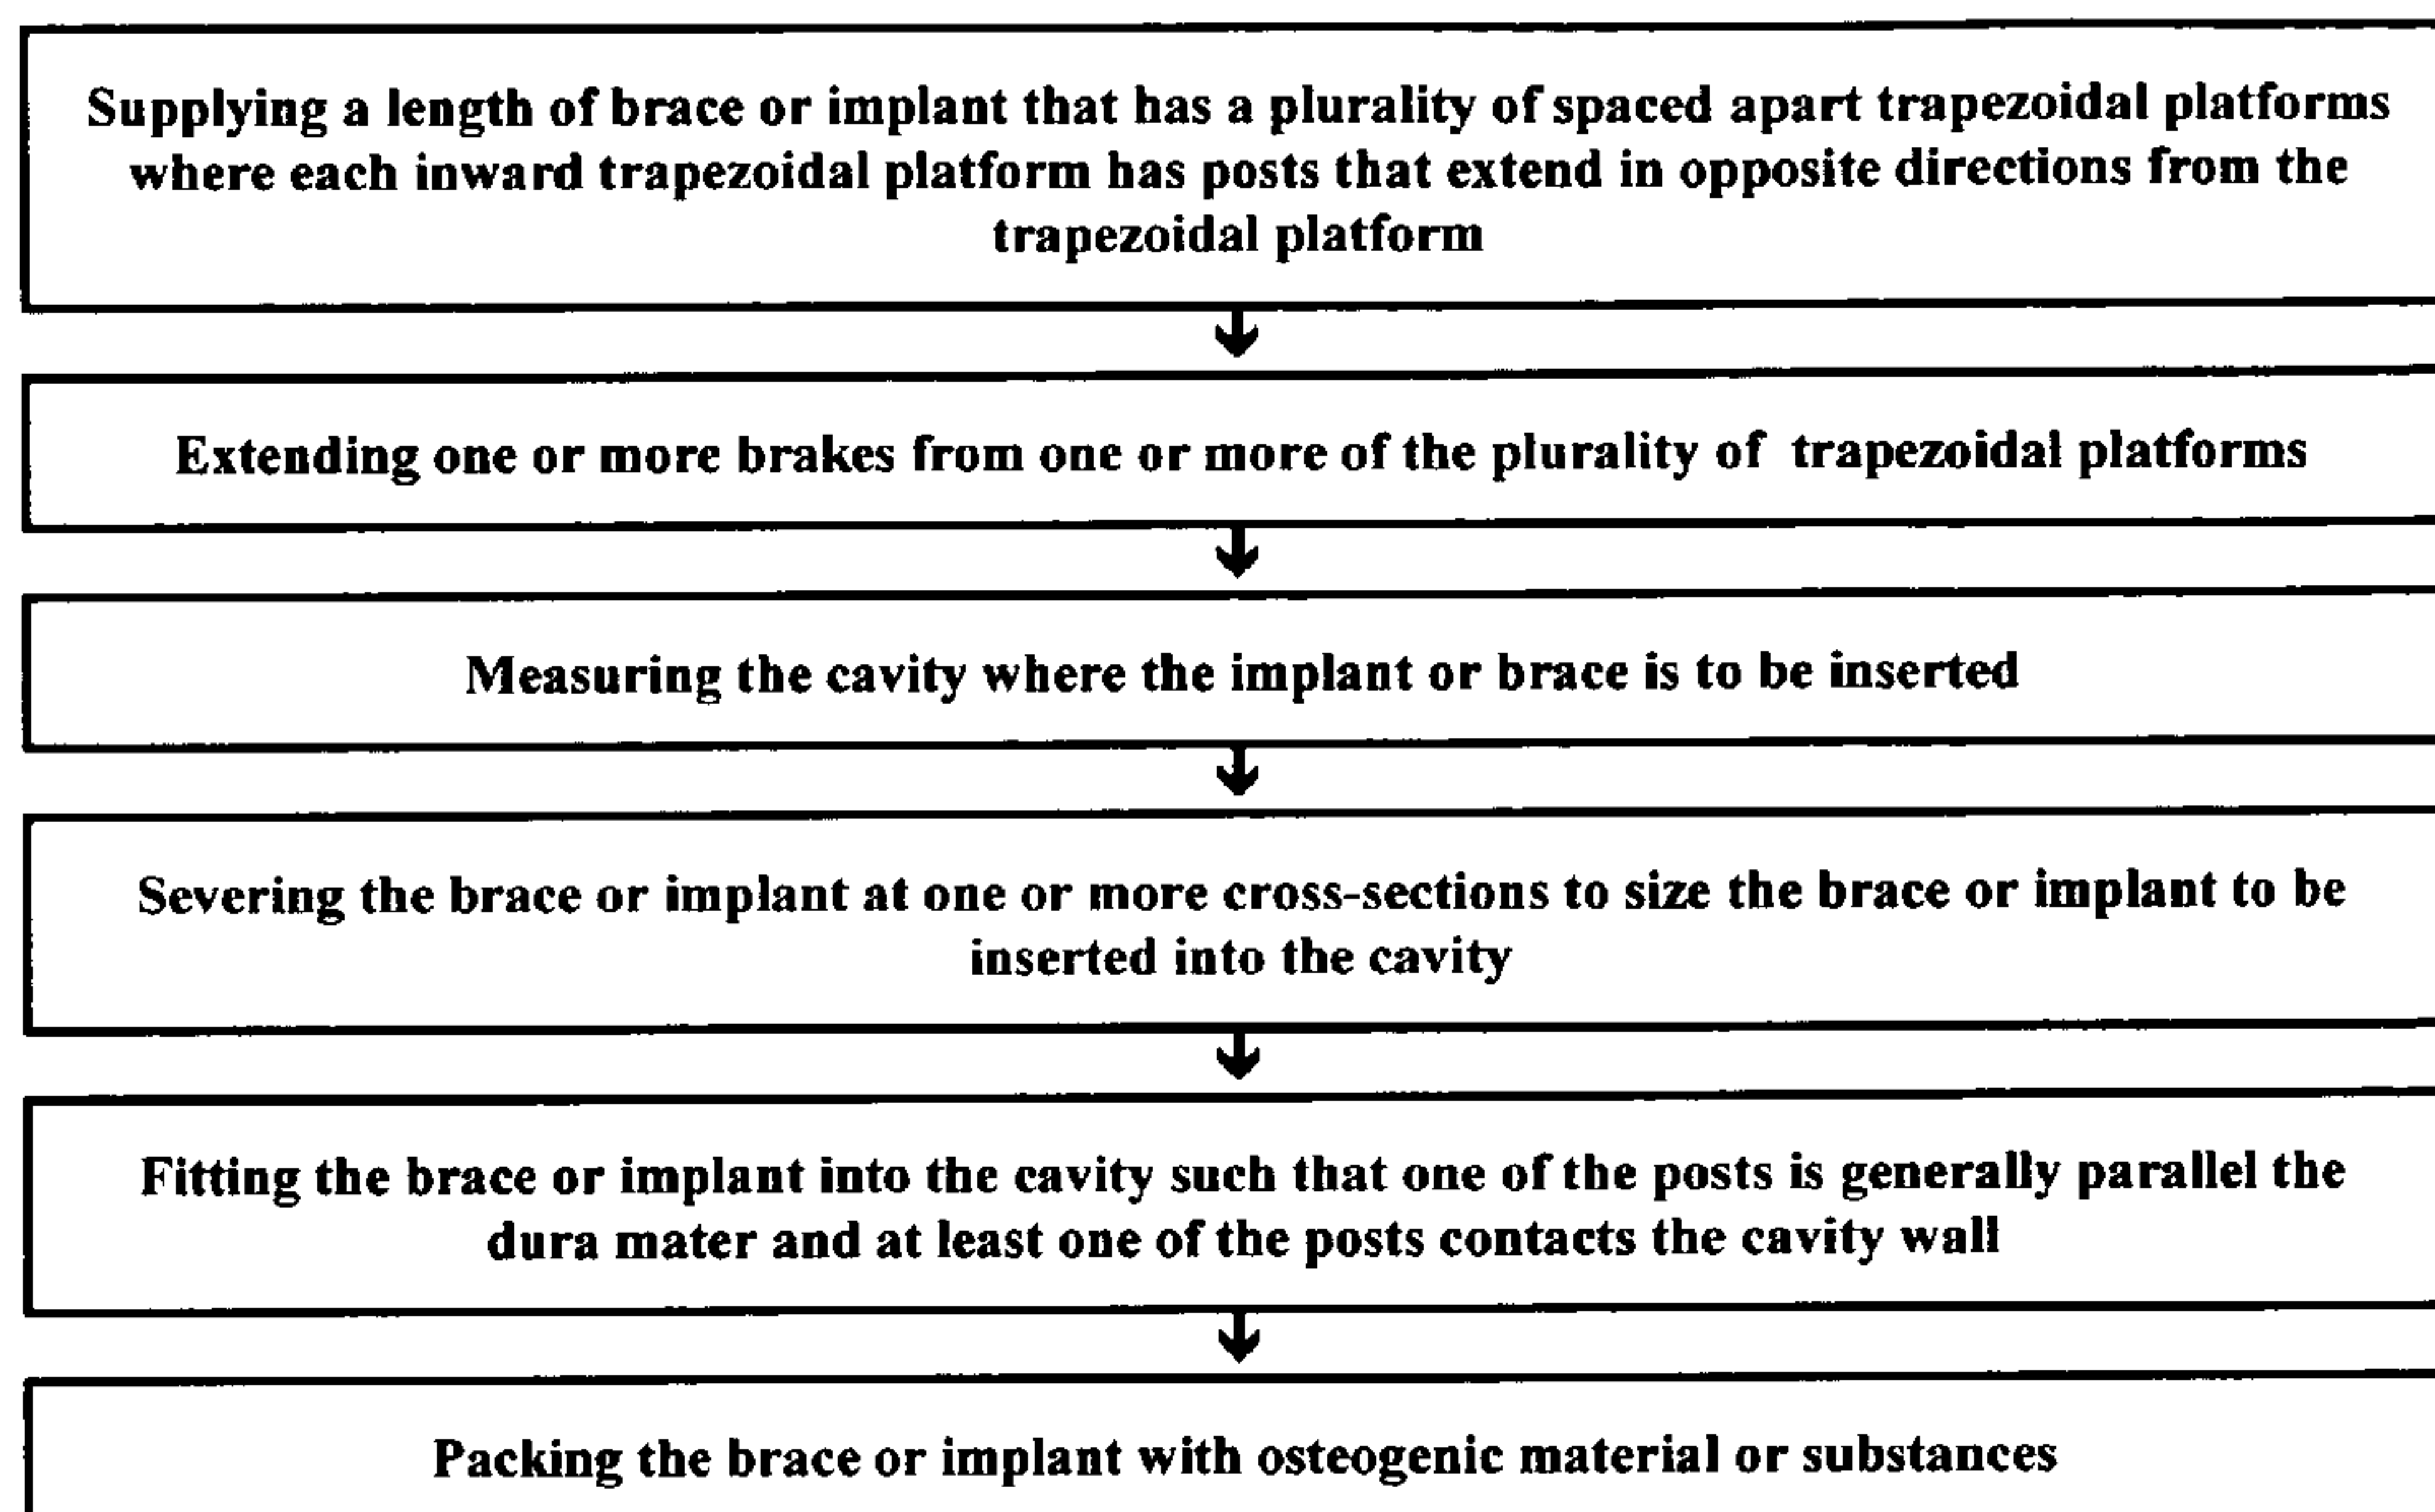 Supplying a length of brace or implant that has a plurality of spaced apart trapezoidal platforms
where each inward trapezoidal platform has posts that extend in opposite directions from the
trapezoidal platform
Extending one or more brakes from one or more of the plurality of trapezoidal platforms
Measuring the cavity where the implant or brace is to be inserted
Severing the brace or implant at one or more cross-sections to size the brace or implant to be
inserted into the cavity
Fitting the brace or implant into the cavity such that one of the posts is generally parallel the
dura mater and at least one of the posts contacts the cavity wall
Packing the brace or implant with osteogenic material or substances